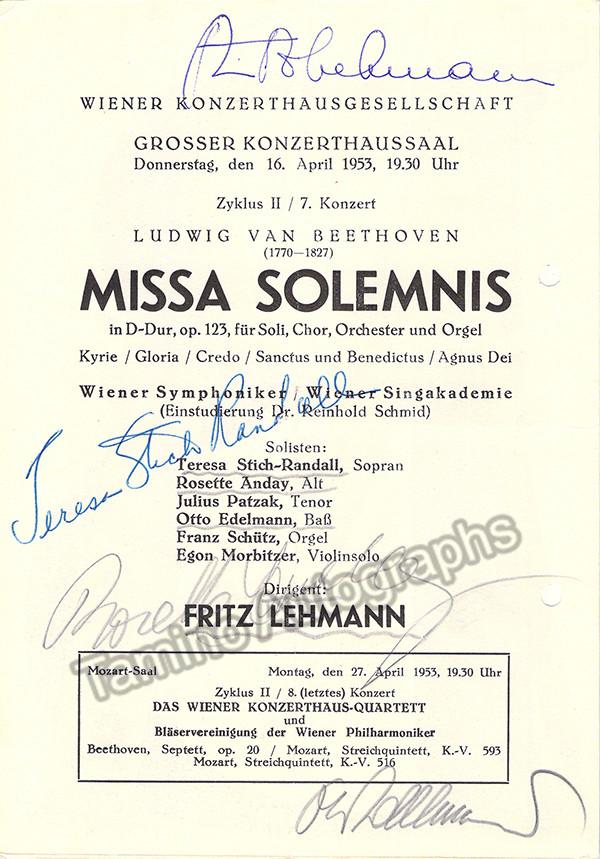 WIENER KONZERTHAUSGESELLSCHAFT
GROSSER KONZERTHAUSSAAL
Donnerstag, den 16. April 1953, 19.30 Uhr
Zyklus II / 7. Konzert
LUDWIG VAN BEETHOVEN
(1770—1827)
MISSA SOLEMNIS
in D-Dur, op. 123, für Soli, Chor, Orchester und Orgel
Kyrie / Gloria / Credo / Sanctus und Benedictus / Agnus Dei
Wiener Symphoniker / Wiener Singakademie
(Einstudierung Dr. Reinhold Schmid)
Teresa Stich Randall
Solisten:
Teresa Stich-Randall, Sopran
Rosette Anday, Alt
Julius Patzak, Tenor
Otto Edelmann, Baß
Franz Schütz, Orgel
Egon Morbitzer, Violinsolo
Rosette Anday
Dirigent:
FRITZ LEHMANN
Tamino Autographs
Mozart-Saal Montag, den 27. April 1953, 19.30 Uhr
Zyklus II / 8. (letztes) Konzert
DAS WIENER KONZERTHAUS-QUARTETT
und
Bläservereinigung der Wiener Philharmoniker
Beethoven, Septett, op. 20 / Mozart, Streichquintett, K.-V. 593
Mozart, Streichquintett, K.-V. 516